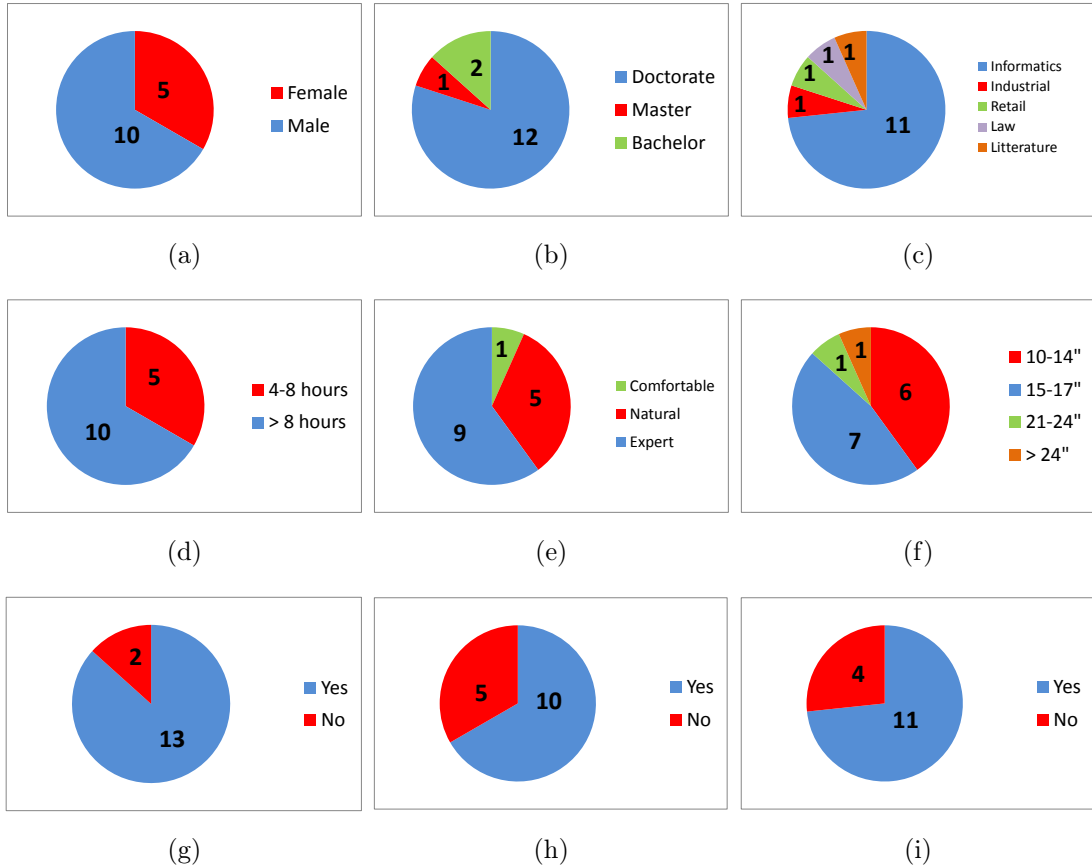 5
10
Female
Male
(a)
2
1
12
Doctorate
Master
Bachelor
(b)
1
1
1
1
11
Informatics
Industrial
Retail
Law
Litterature
(c)
5
10
4-8 hours
> 8 hours
(d)
1
5
9
Comfortable
Natural
Expert
(e)
1
1
6
7
10-14"
15-17"
21-24"
> 24"
(f)
2
13
Yes
No
(g)
5
10
Yes
No
(h)
4
11
Yes
No
(i)